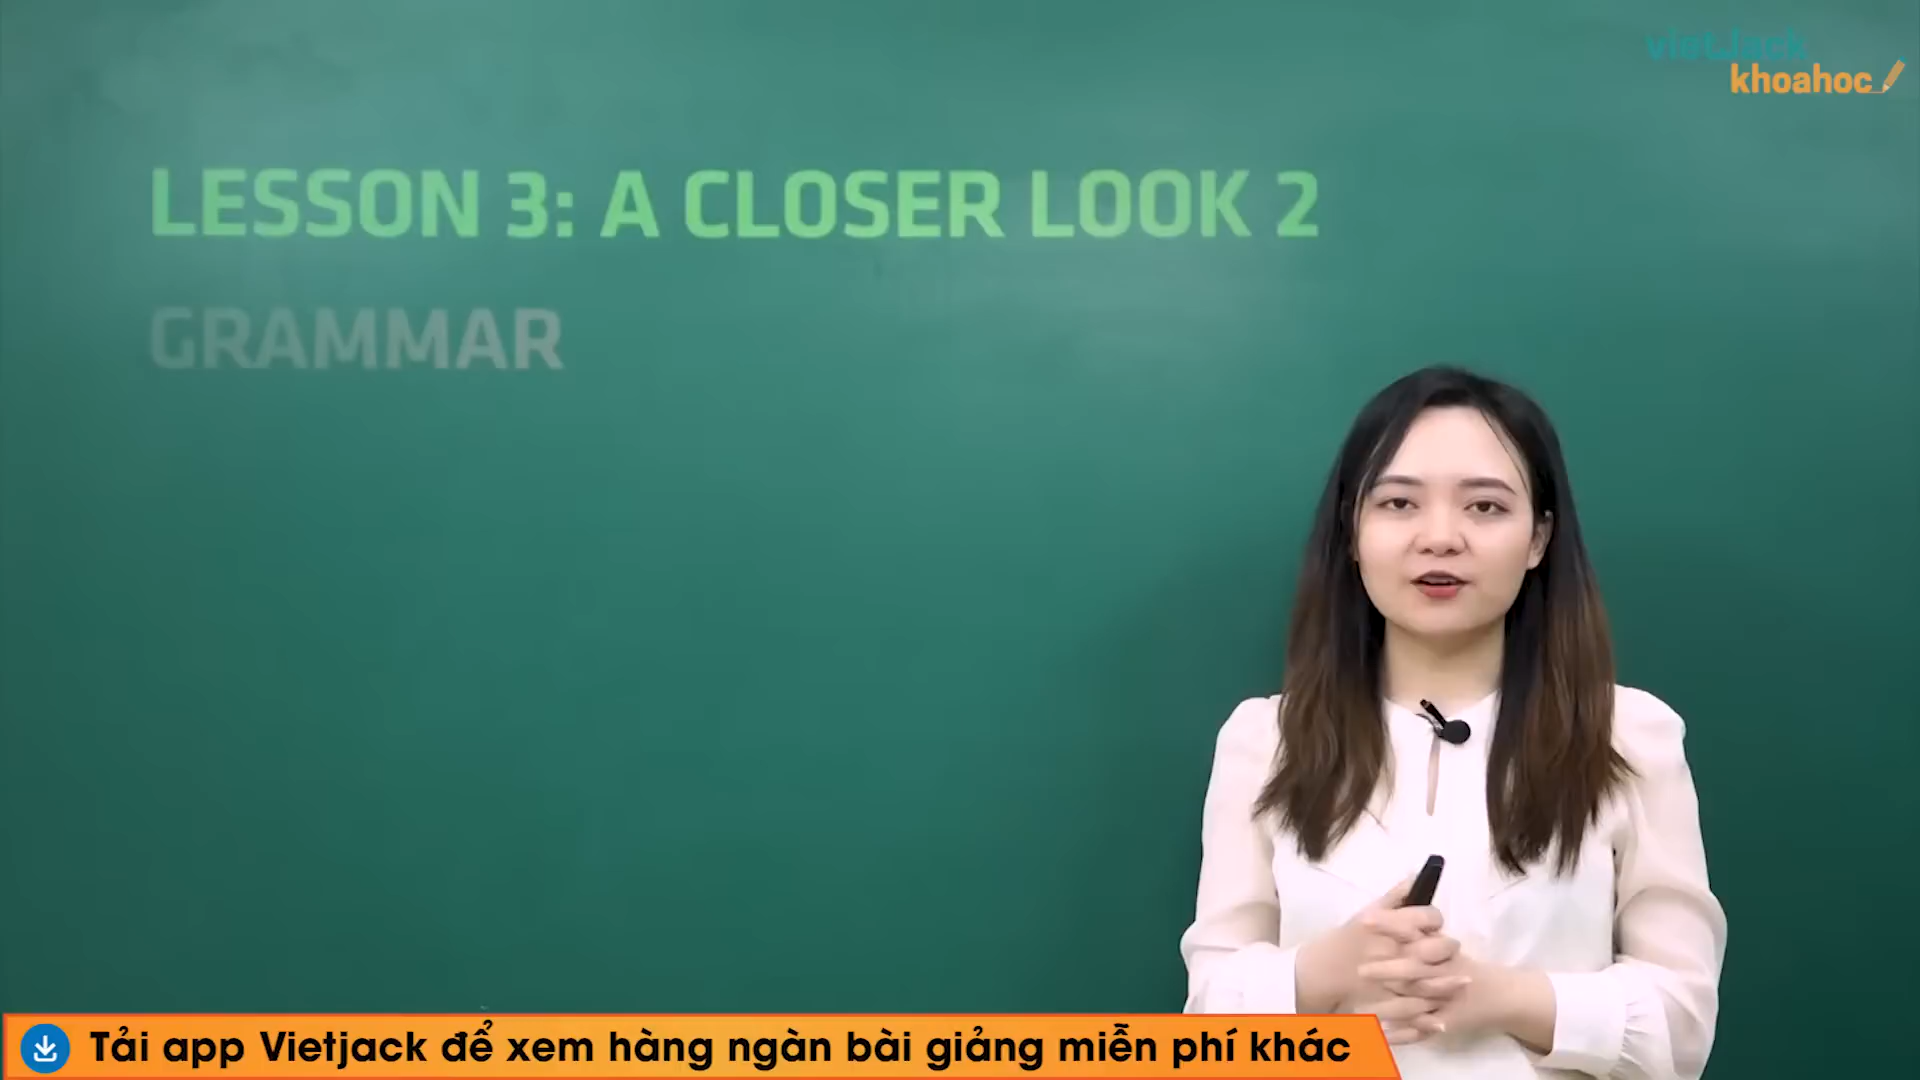 vietJack
khoahoc
LESSON 3: A CLOSER LOOK 2
GRAMMAR
Tải app Vietjack để xem hàng ngàn bài giảng miễn phí khác